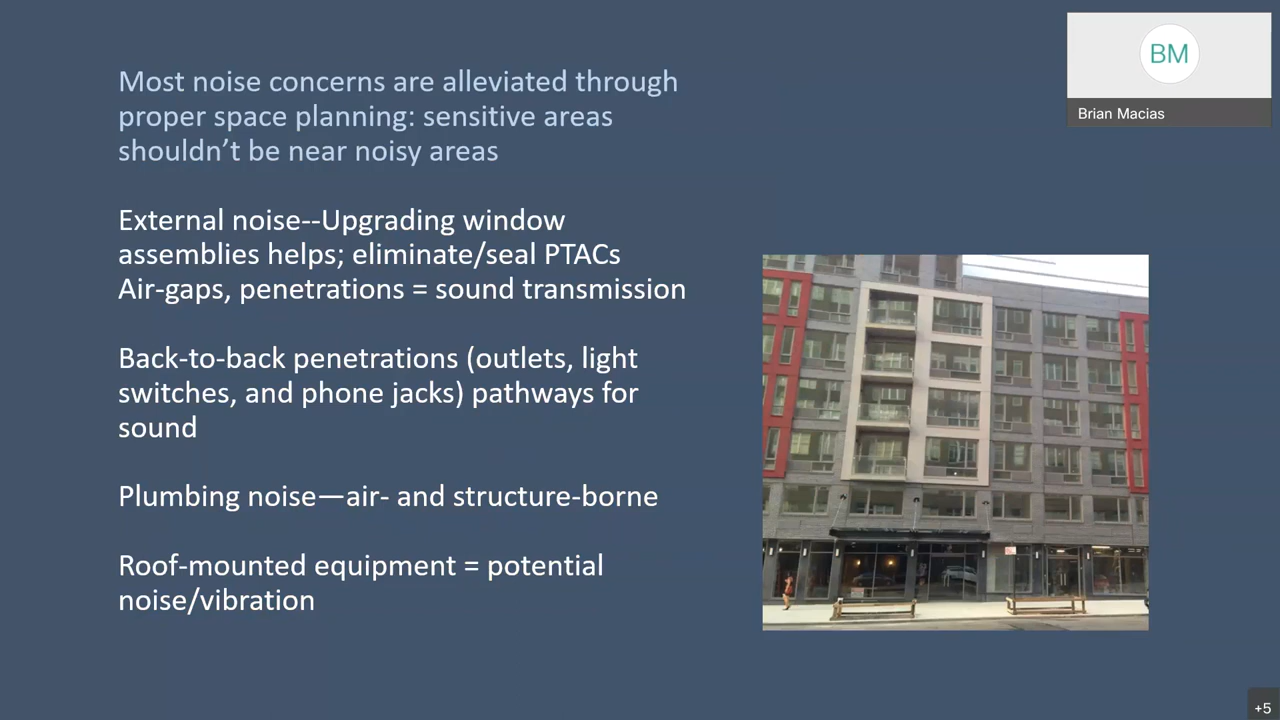 Most noise concerns are alleviated through
proper space planning: sensitive areas
shouldn’t be near noisy areas
External noise--Upgrading window
assemblies helps; eliminate/seal PTACs
Air-gaps, penetrations = sound transmission
Back-to-back penetrations (outlets, light
switches, and phone jacks) pathways for
sound
Plumbing noise—air- and structure-borne
Roof-mounted equipment = potential
noise/vibration
BM
Brian Macias
+5